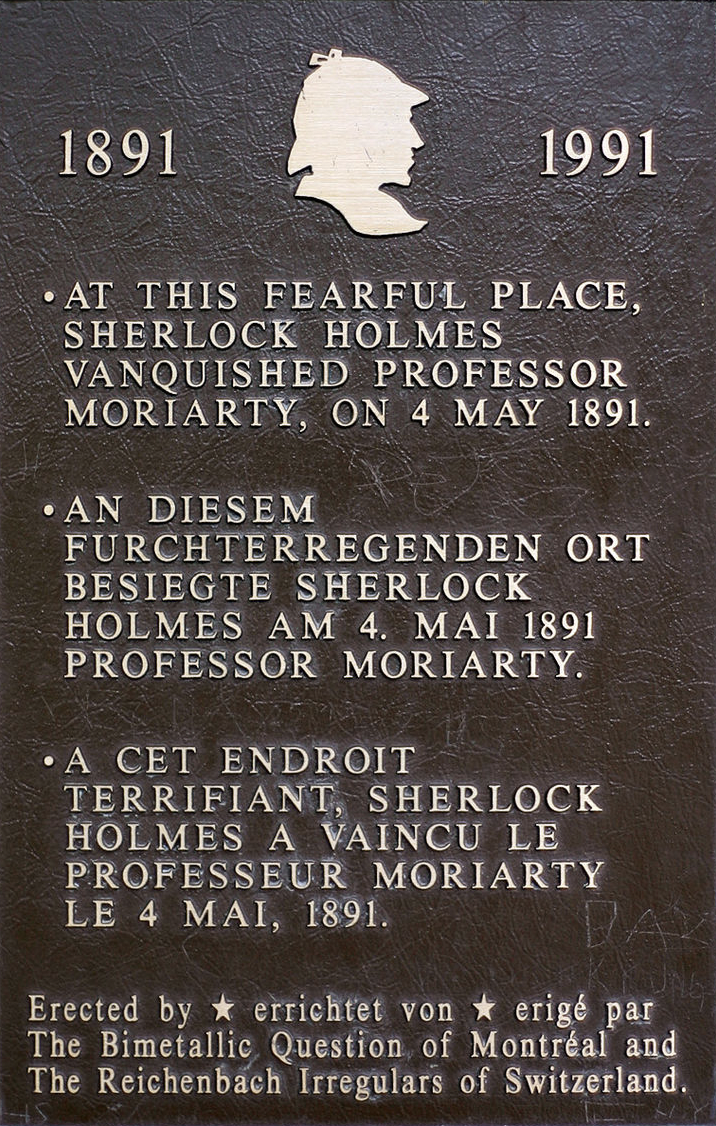 1891 1991
• AT THIS FEARFUL PLACE,
SHERLOCK HOLMES
VANQUISHED PROFESSOR
MORIARTY, ON 4 MAY 1891.
• AN DIESEM
FURCHTERREGENDEN ORT
BESIEGTE SHERLOCK
HOLMES AM 4. MAI 1891
PROFESSOR MORIARTY.
• A CET ENDROIT
TERRIFIANT, SHERLOCK
HOLMES A VAINCU LE
PROFESSEUR MORIARTY
LE 4 MAI, 1891.
Erected by ★ errichtet von ★ erigé par
The Bimetallic Question of Montréal and
The Reichenbach Irregulars of Switzerland.